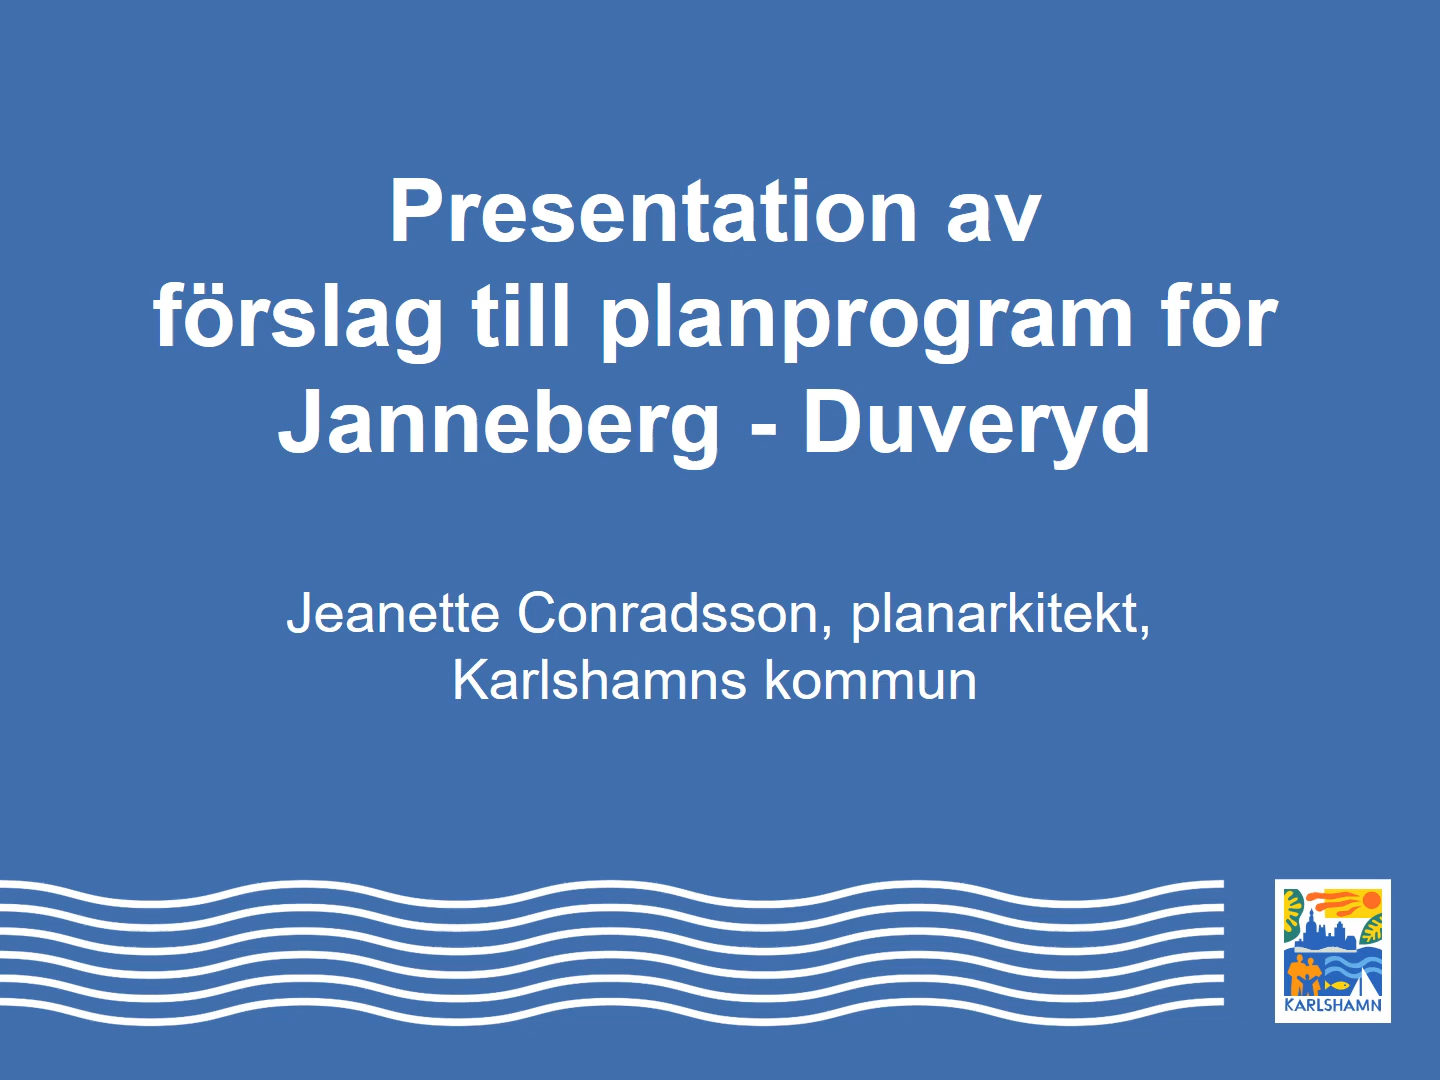 Presentation av
förslag till planprogram för
Janneberg - Duveryd
Jeanette Conradsson, planarkitekt,
Karlshamns kommun
KARLSHAMN